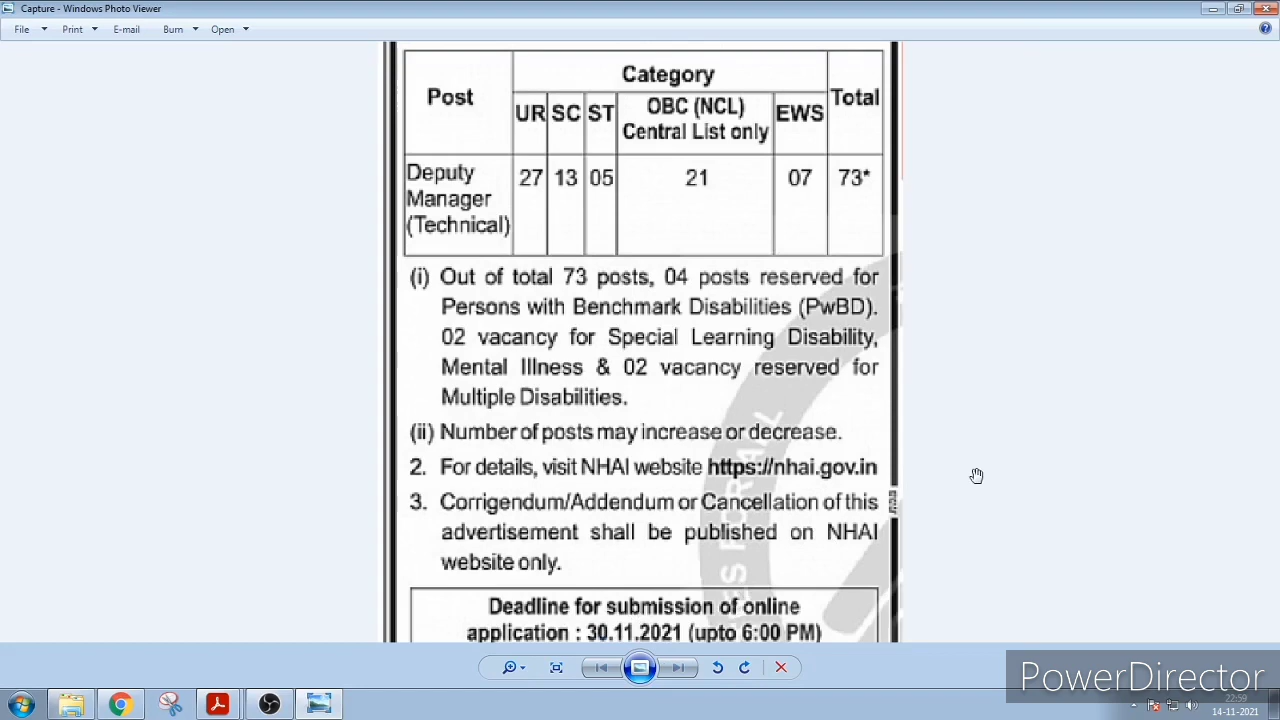 Capture - Windows Photo Viewer
File Print E-mail Burn Open
Post Category Total
UR SC ST OBC (NCL) Central List only EWS
Deputy Manager (Technical) 27 13 05 21 07 73*
(i) Out of total 73 posts, 04 posts reserved for
Persons with Benchmark Disabilities (PwBD).
02 vacancy for Special Learning Disability,
Mental Illness & 02 vacancy reserved for
Multiple Disabilities.
(ii) Number of posts may increase or decrease.
2. For details, visit NHAI website https://nhai.gov.in
3. Corrigendum/Addendum or Cancellation of this
advertisement shall be published on NHAI
website only.
Deadline for submission of online
application : 30.11.2021 (upto 6:00 PM)
PowerDirector
22:59
14-11-2021